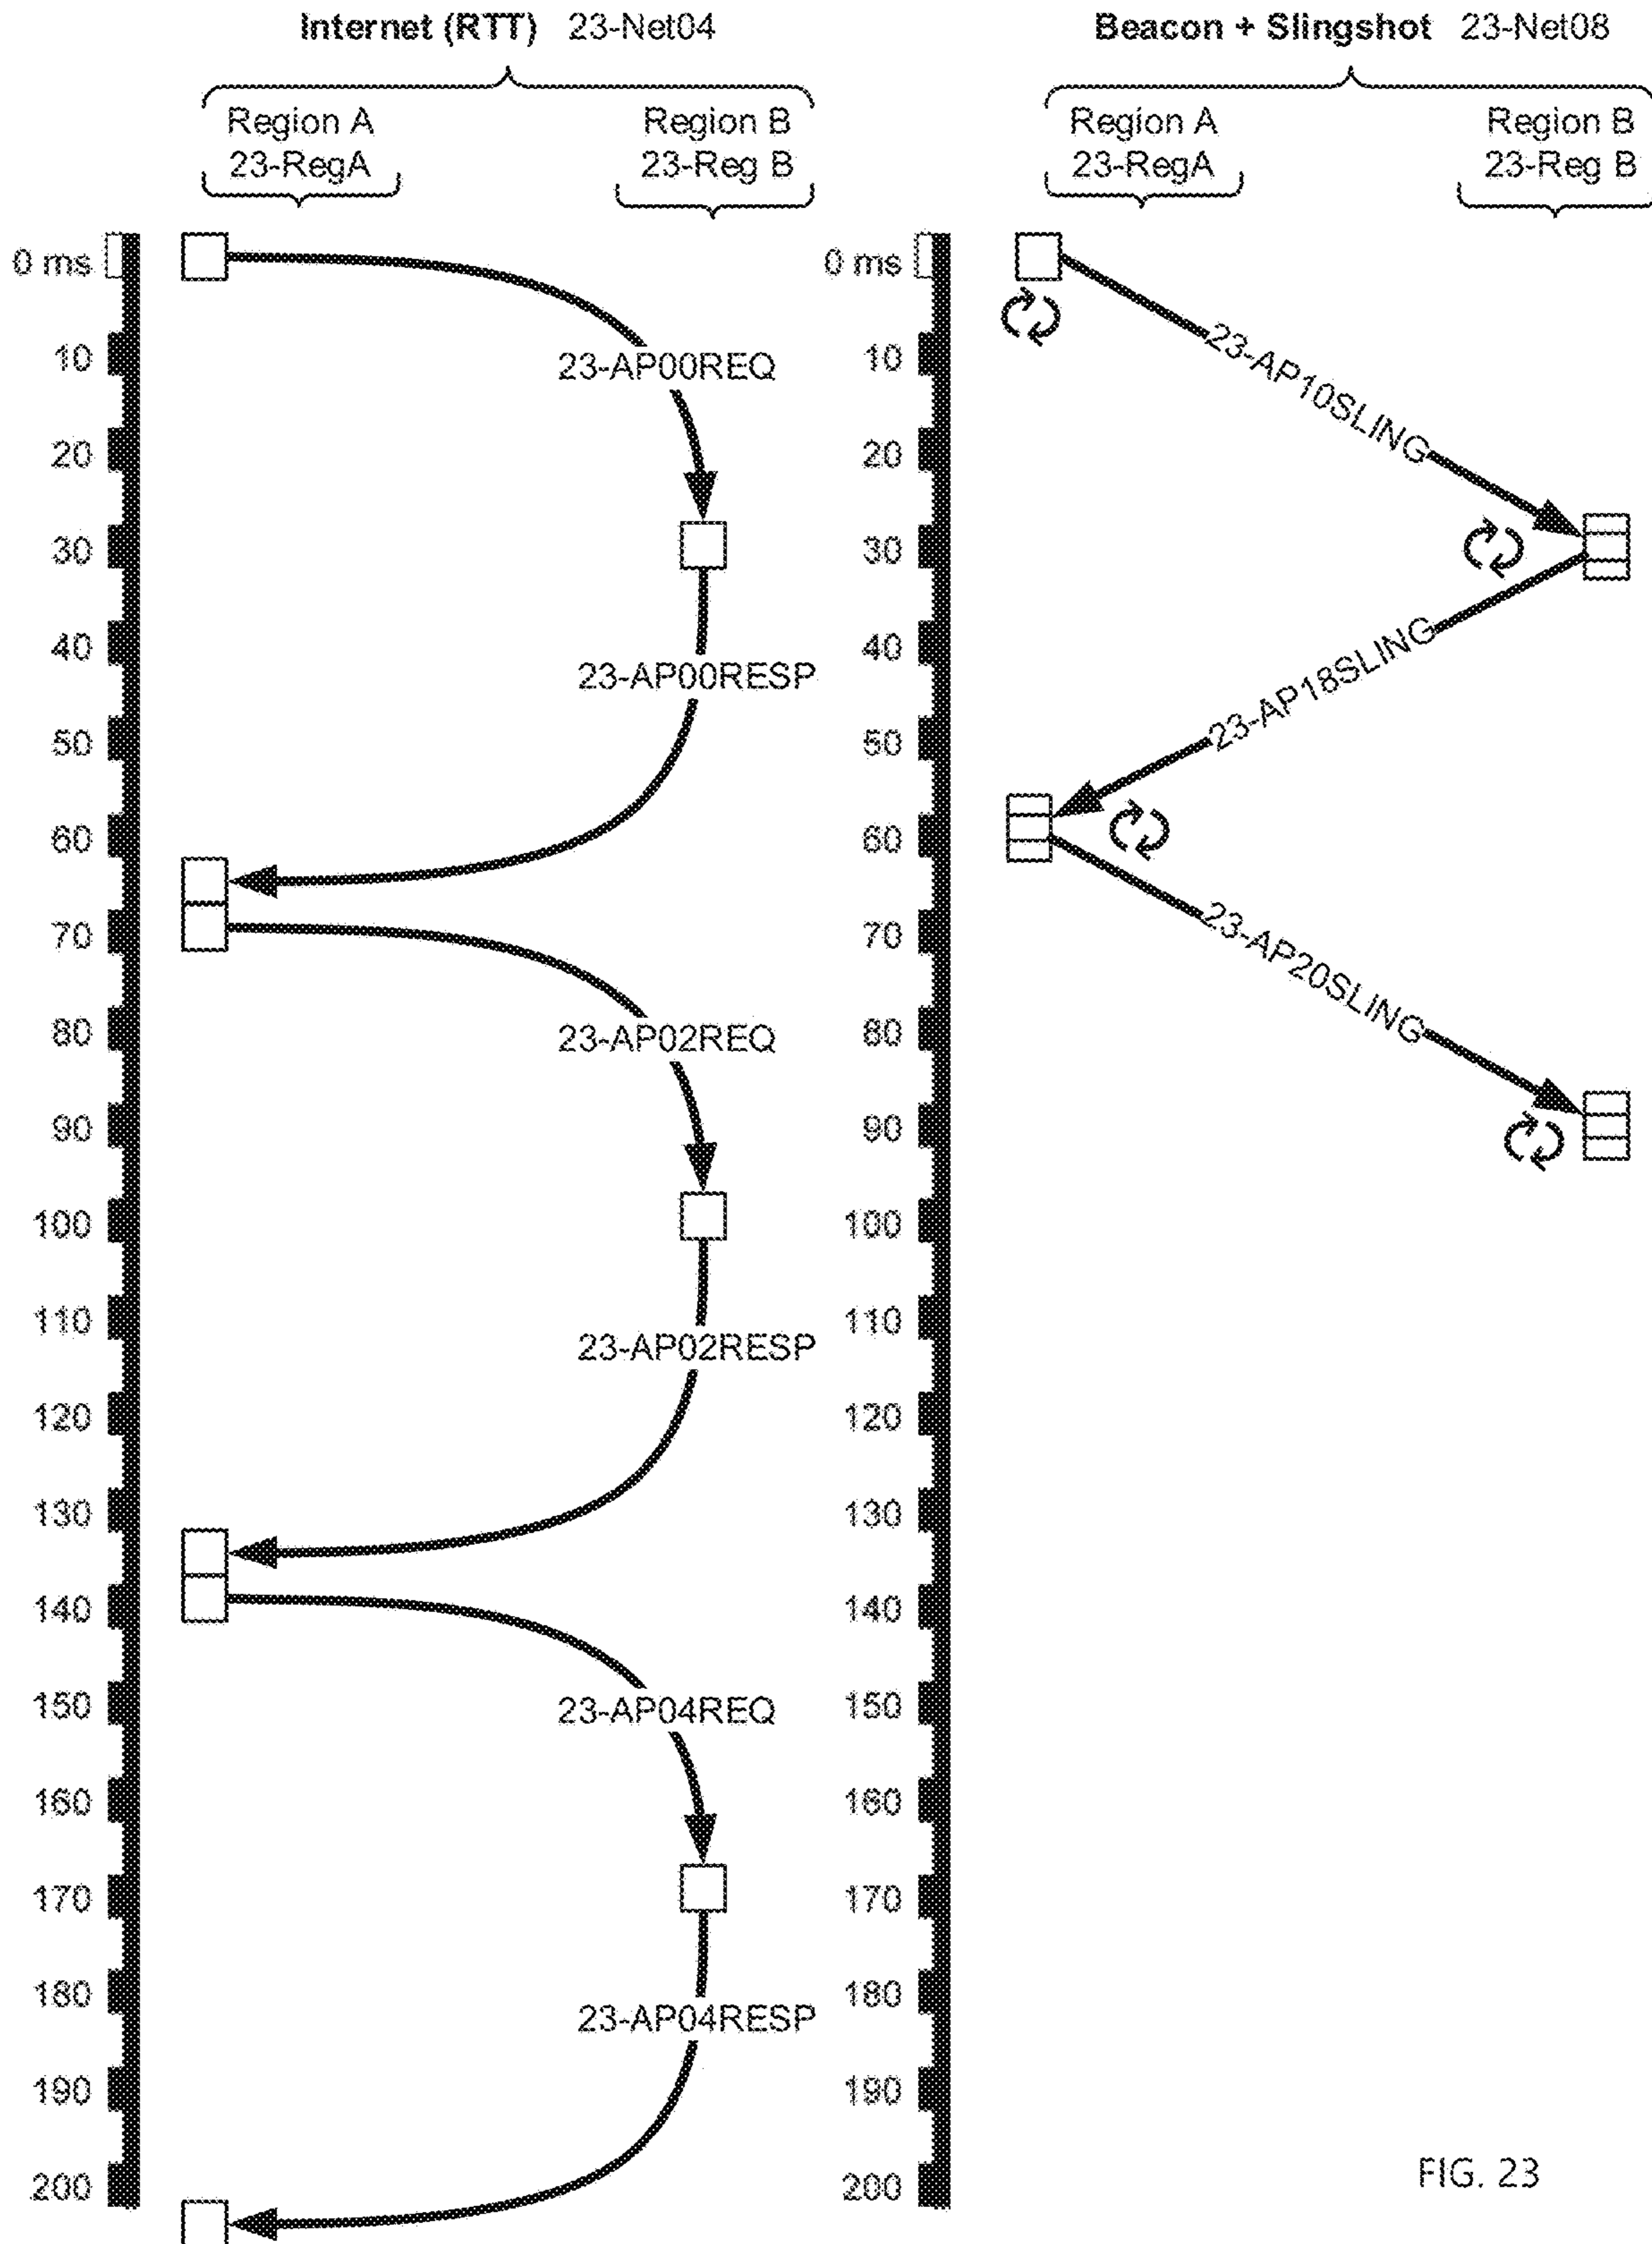 Internet (RTT) 23-Net04
Region A
23-RegA
Region B
23-Reg B
0 ms
10
20
30
40
50
60
70
80
90
100
110
120
130
140
150
160
170
180
190
200
23-AP00REQ
23-AP00RESP
23-AP02REQ
23-AP02RESP
23-AP04REQ
23-AP04RESP
Beacon + Slingshot 23-Net08
Region A
23-RegA
Region B
23-Reg B
0 ms
10
20
30
40
50
60
70
80
90
100
110
120
130
140
150
160
170
180
190
200
23-AP10SLING
23-AP18SLING
23-AP20SLING
FIG. 23